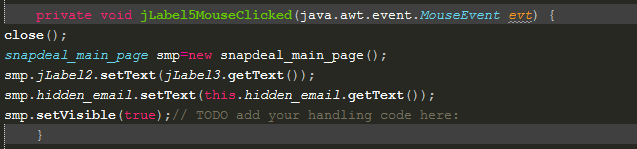 private void jLabel5MouseClicked(java.awt.event.MouseEvent evt) {
close();
snapdeal_main_page smp=new snapdeal_main_page();
smp.jLabel2.setText(jLabel3.getText());
smp.hidden_email.setText(this.hidden_email.getText());
smp.setVisible(true);// TODO add your handling code here:
}